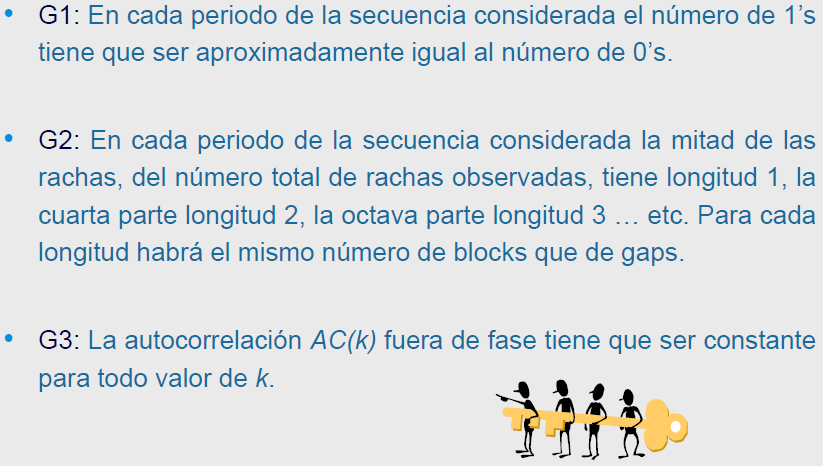 • G1: En cada periodo de la secuencia considerada el número de 1’s
tiene que ser aproximadamente igual al número de 0’s.
• G2: En cada periodo de la secuencia considerada la mitad de las
rachas, del número total de rachas observadas, tiene longitud 1, la
cuarta parte longitud 2, la octava parte longitud 3 … etc. Para cada
longitud habrá el mismo número de blocks que de gaps.
• G3: La autocorrelación AC(k) fuera de fase tiene que ser constante
para todo valor de k.